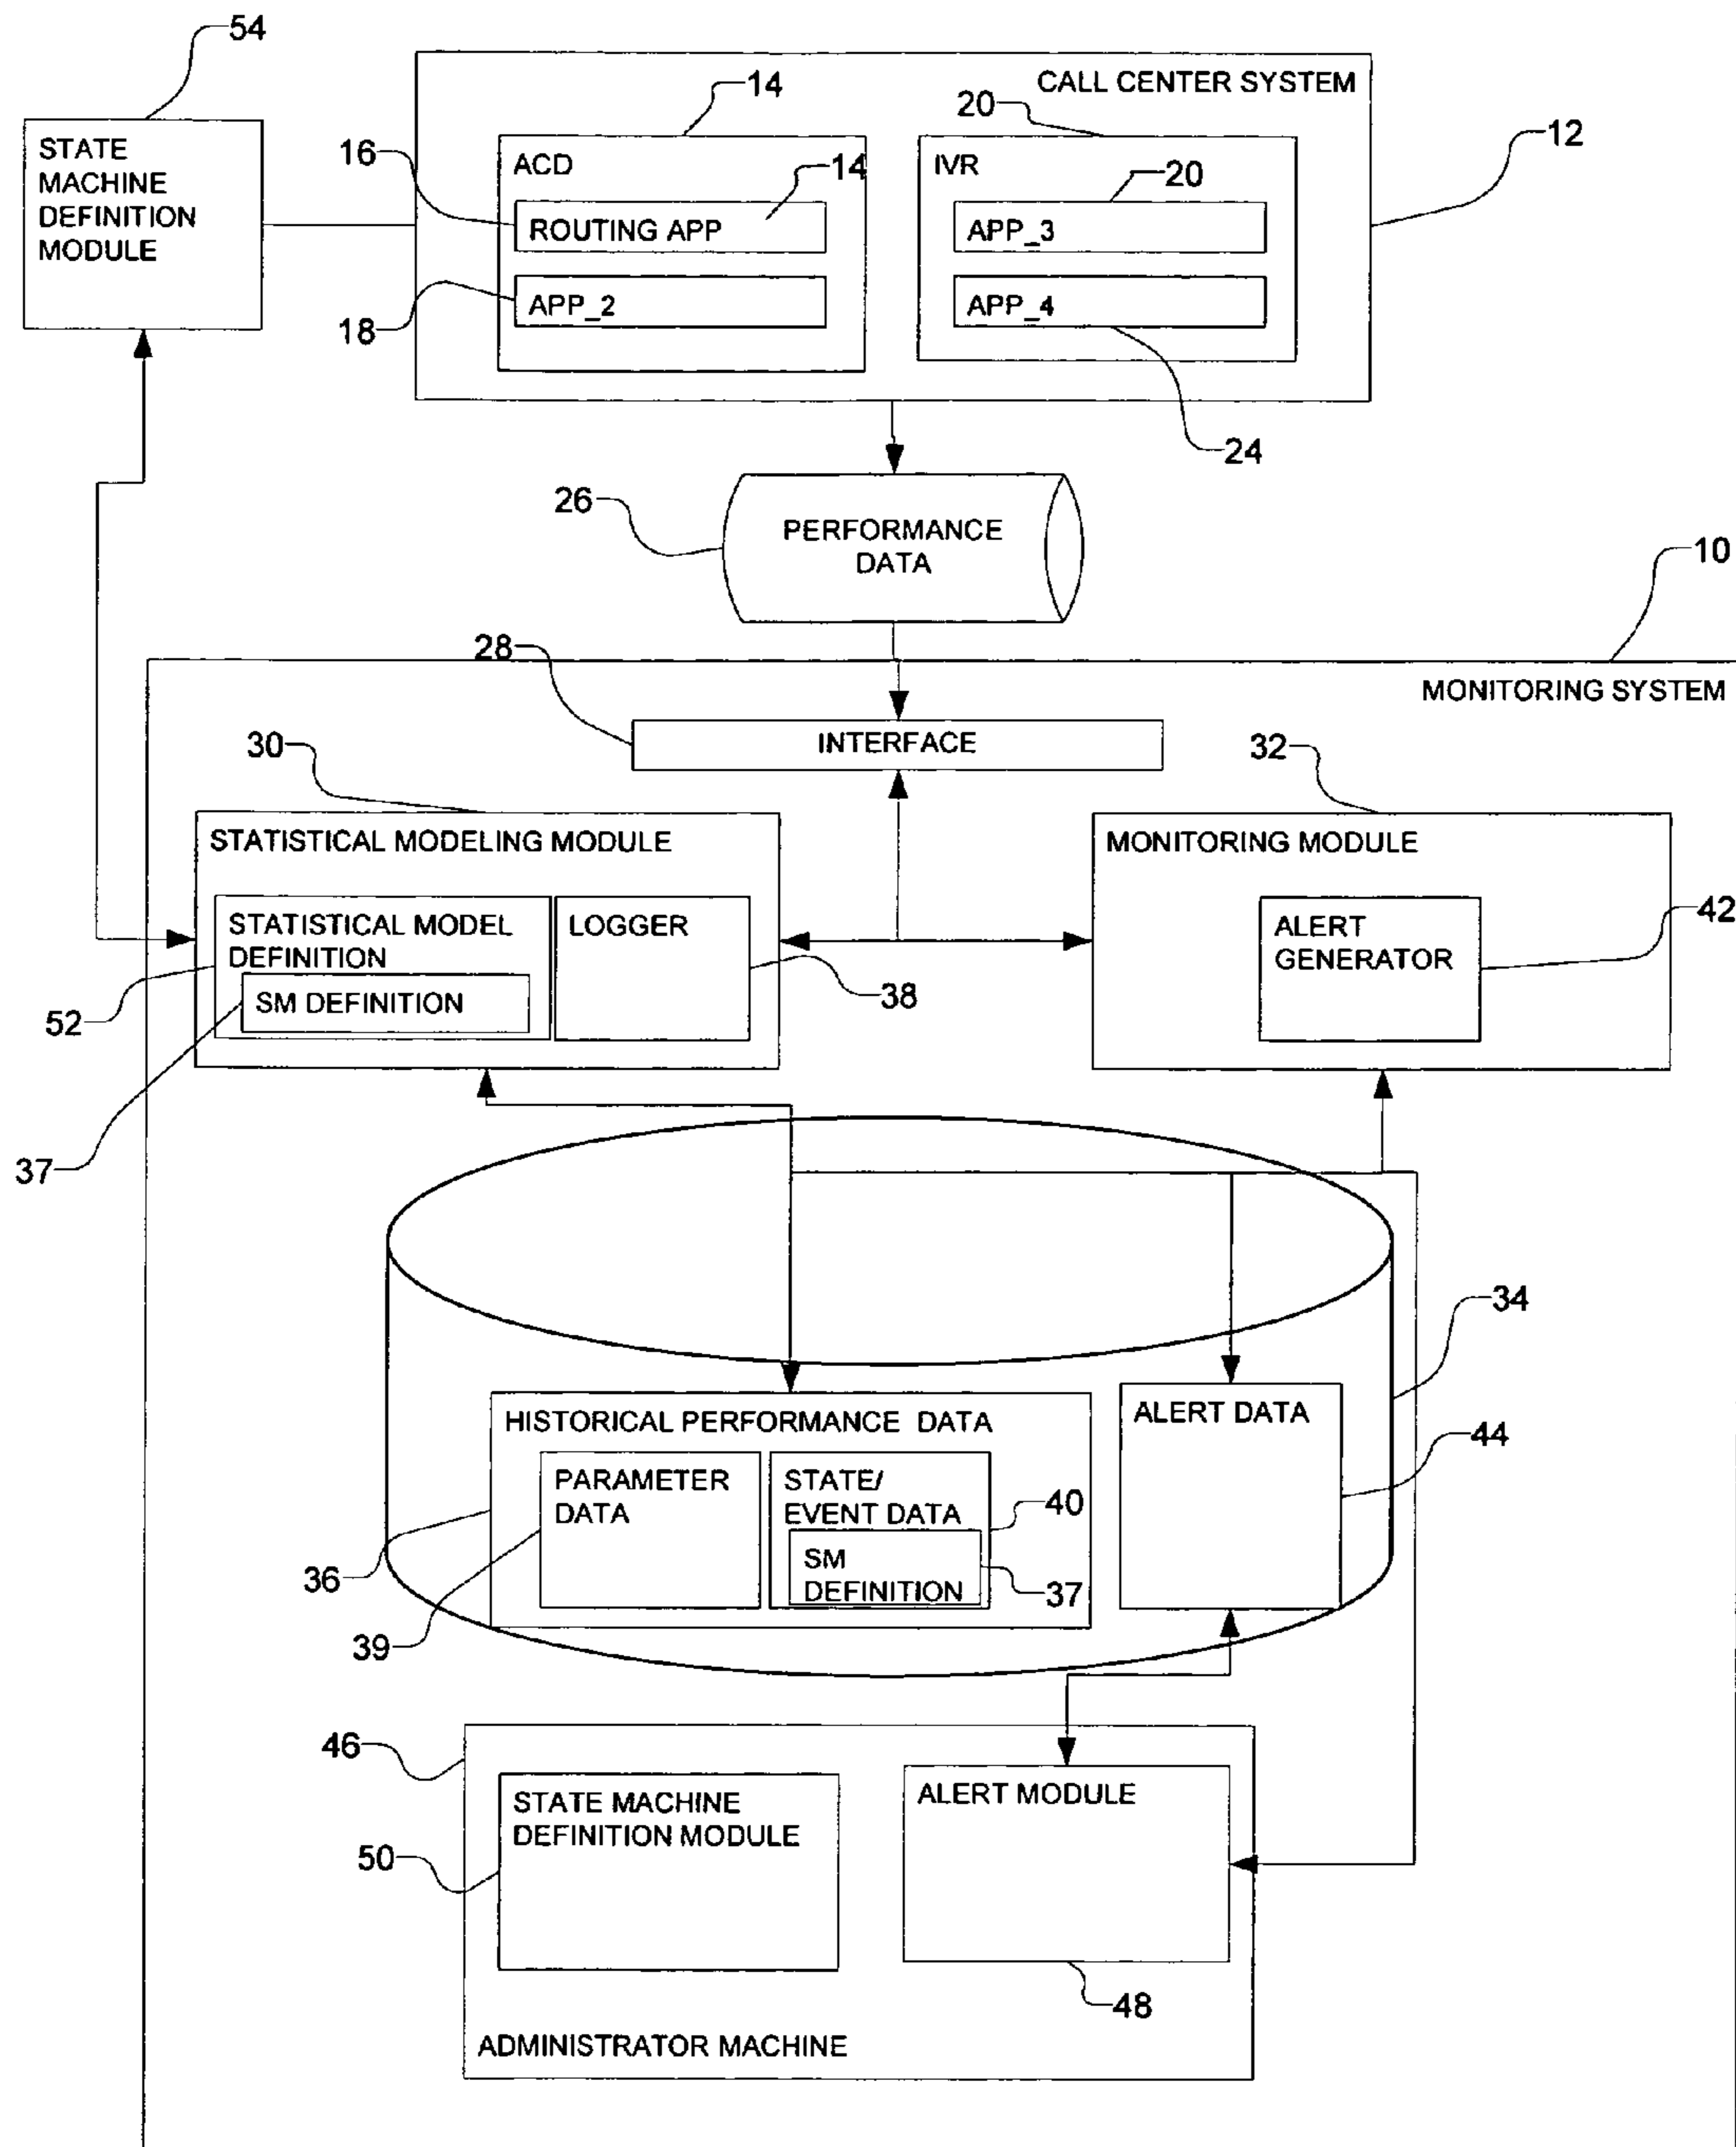 54
CALL CENTER SYSTEM
14
20
12
STATE
MACHINE
DEFINITION
MODULE
ACD
16
14
ROUTING APP
18
APP_2
IVR
20
APP_3
APP_4
24
26
PERFORMANCE
DATA
10
28
MONITORING SYSTEM
INTERFACE
30
32
STATISTICAL MODELING MODULE
STATISTICAL MODEL
DEFINITION
SM DEFINITION
LOGGER
52
38
37
MONITORING MODULE
ALERT
GENERATOR
42
34
HISTORICAL PERFORMANCE DATA
PARAMETER
DATA
STATE/
EVENT DATA
40
SM
DEFINITION
37
36
39
ALERT DATA
44
46
STATE MACHINE
DEFINITION MODULE
50
ALERT MODULE
48
ADMINISTRATOR MACHINE